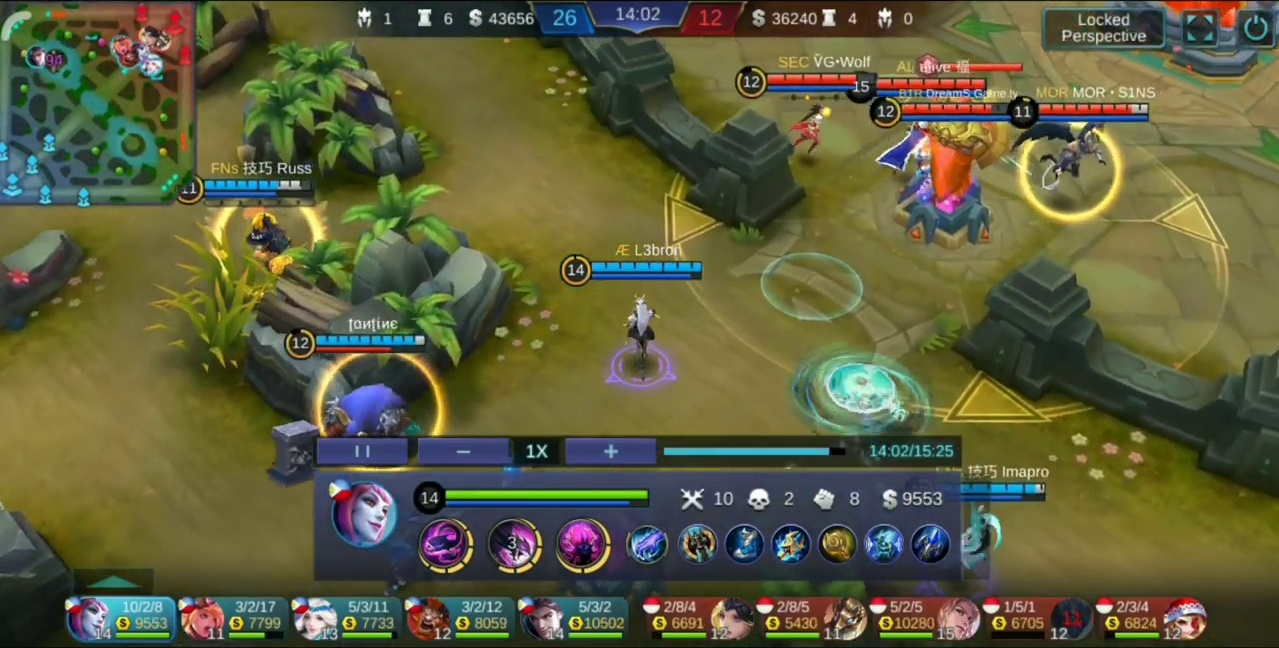 1 6 $ 43656 26 14:02 12 $ 36240 4 0
Locked
Perspective
SEC ṼG•Wolf
12
15
12
11 MOR MOR • S1NS
FNs 技巧 Russ
11
Æ L3bron
14
12
1X
14:02/15:25
技巧 Imapro
14
10 2 8 $ 9553
3
10/2/8 3/2/17 5/3/11 3/2/12 5/3/2 2/8/4 2/8/5 5/2/5 1/5/1 2/3/4
9553 7799 7733 8059 10502 6691 5430 10280 6705 6824
14 11 13 12 14 12 11 15 12 12